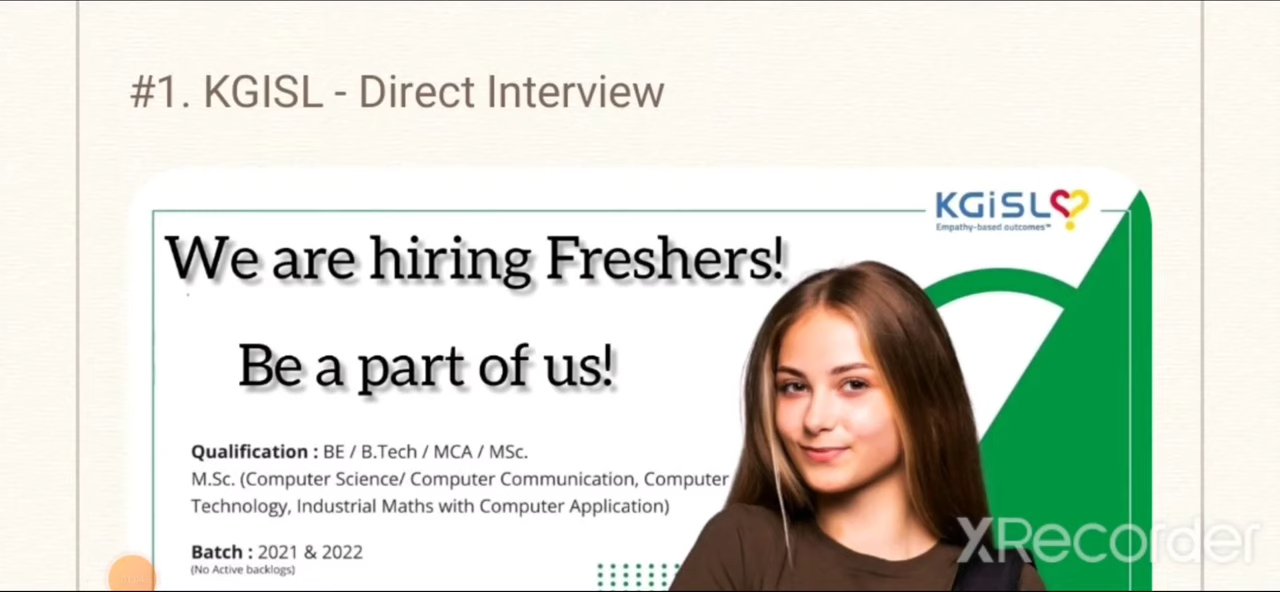 #1. KGISL - Direct Interview
KGiSL
Empathy-based outcomes™
We are hiring Freshers!
Be a part of us!
Qualification : BE / B.Tech / MCA / MSc.
M.Sc. (Computer Science/ Computer Communication, Computer
Technology, Industrial Maths with Computer Application)
Batch : 2021 & 2022
(No Active backlogs)
XRecorder